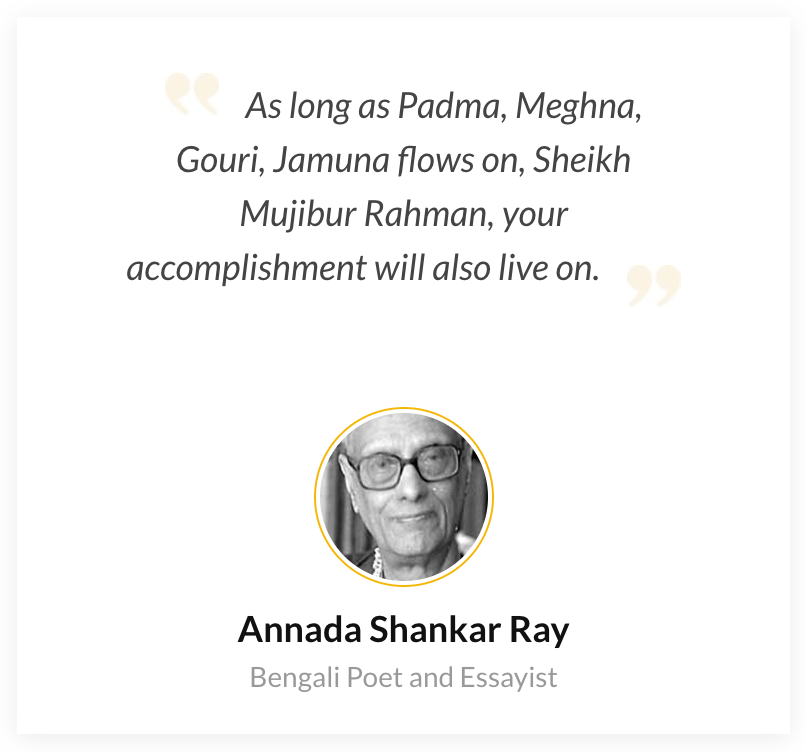 “ As long as Padma, Meghna,
Gouri, Jamuna flows on, Sheikh
Mujibur Rahman, your
accomplishment will also live on. ”
Annada Shankar Ray
Bengali Poet and Essayist